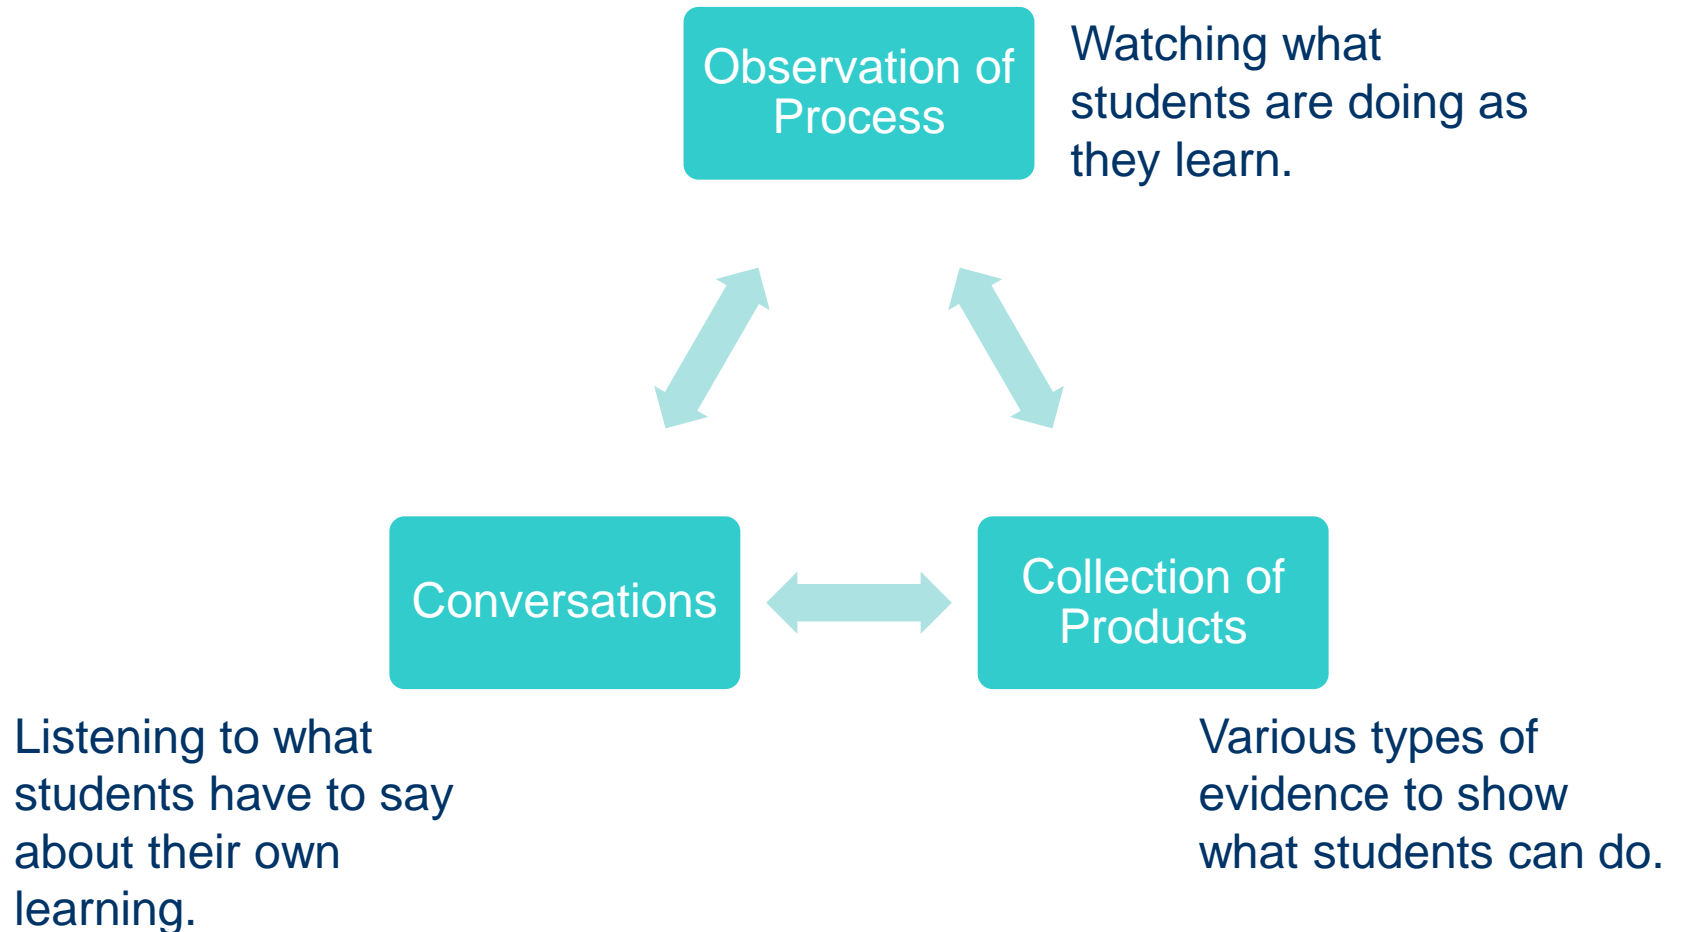 Observation of
Process
Watching what
students are doing as
they learn.
Conversations
Collection of
Products
Listening to what
students have to say
about their own
learning.
Various types of
evidence to show
what students can do.